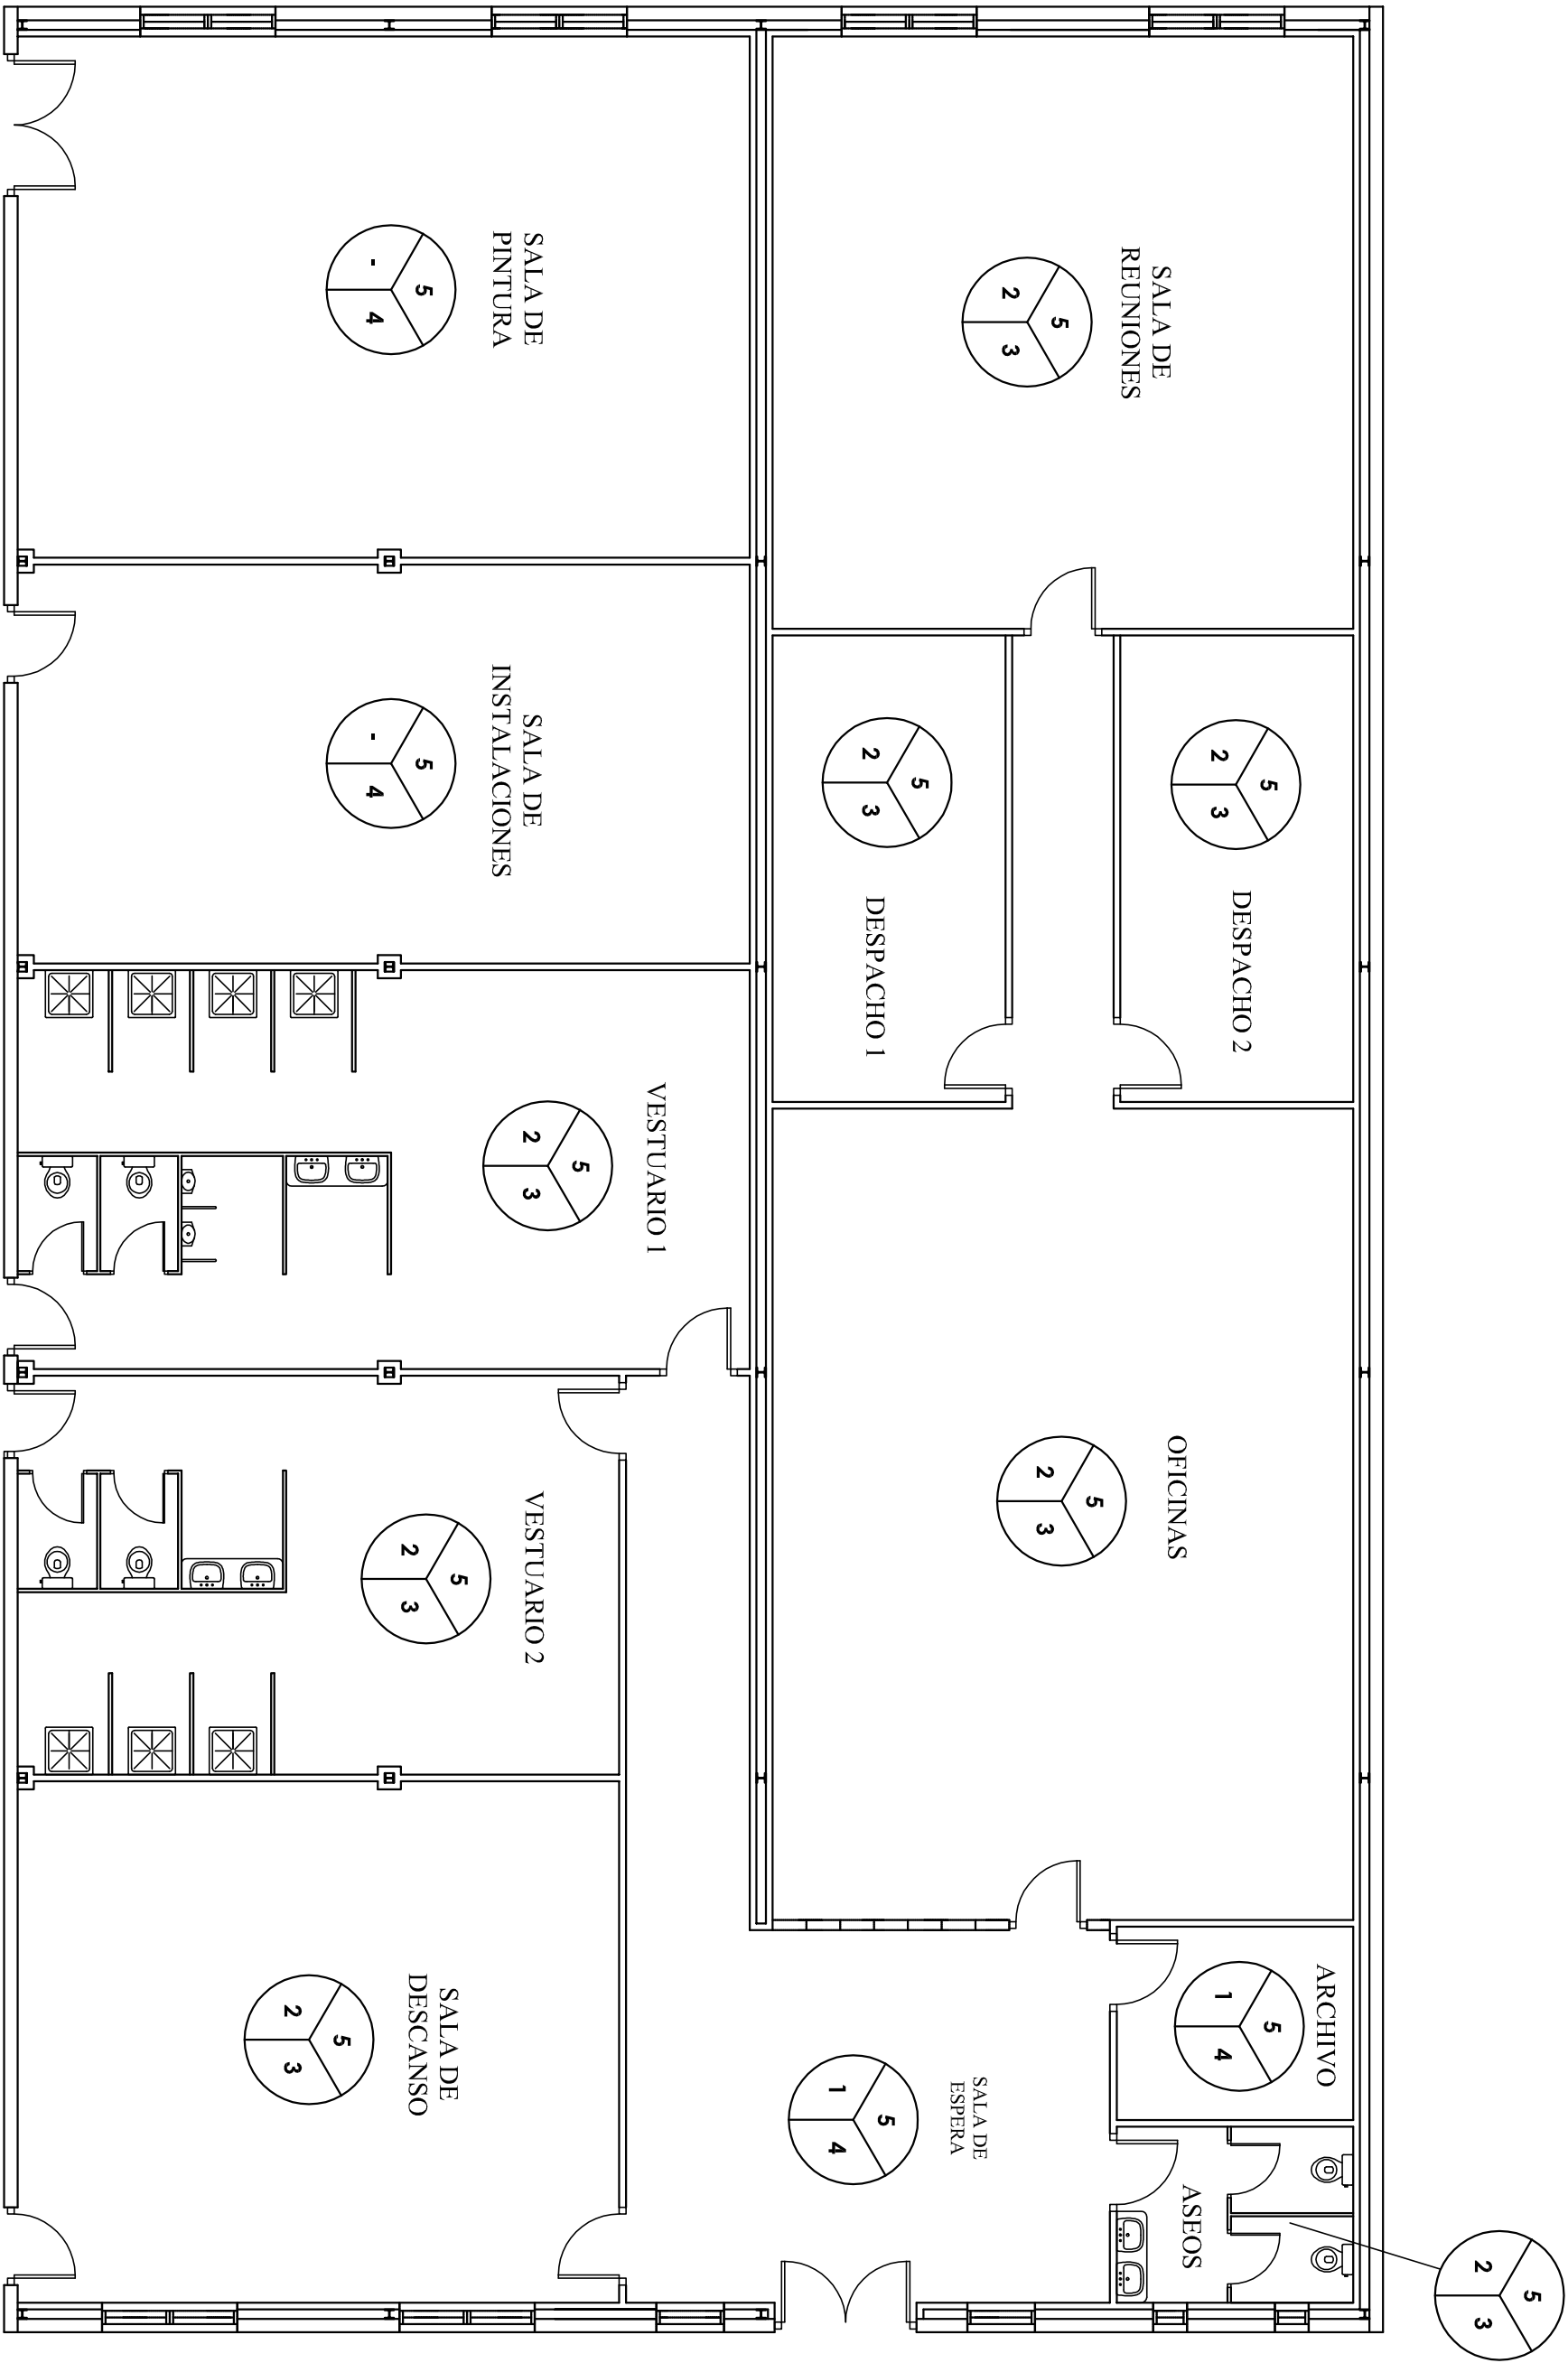 SALA DE
REUNIONES
5
2 3
DESPACHO 2
5
2 3
DESPACHO 1
5
2 3
OFICINAS
5
2 3
ARCHIVO
5
1 4
ASEOS
5
2 3
SALA DE
ESPERA
5
1 4
SALA DE
PINTURA
5
- 4
SALA DE
INSTALACIONES
5
- 4
VESTUARIO 1
5
2 3
VESTUARIO 2
5
2 3
SALA DE
DESCANSO
5
2 3